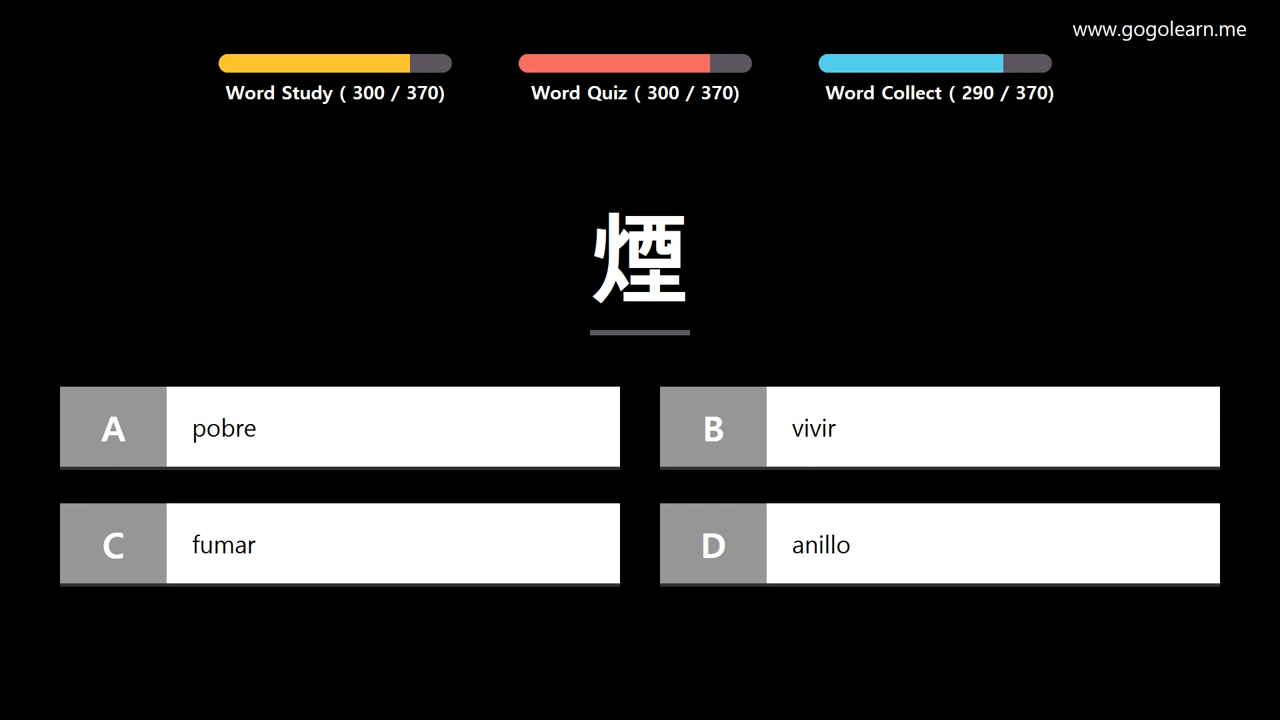 www.gogolearn.me
Word Study ( 300 / 370)
Word Quiz ( 300 / 370)
Word Collect ( 290 / 370)
煙
A
pobre
B
vivir
C
fumar
D
anillo